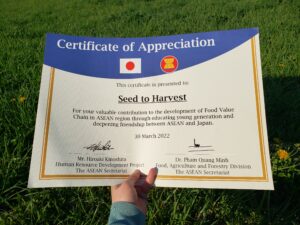 Certificate of Appreciation
This certificate is presented to:
Seed to Harvest
For your valuable contribution to the development of Food Value
Chain in ASEAN region through educating young generation and
deepening friendship between ASEAN and Japan.
30 March 2022
Mr. Hiroshi Kinoshita
Human Resource Development Project
The ASEAN Secretariat
Dr. Pham Quang Minh
Food, Agriculture and Forestry Division
The ASEAN Secretariat